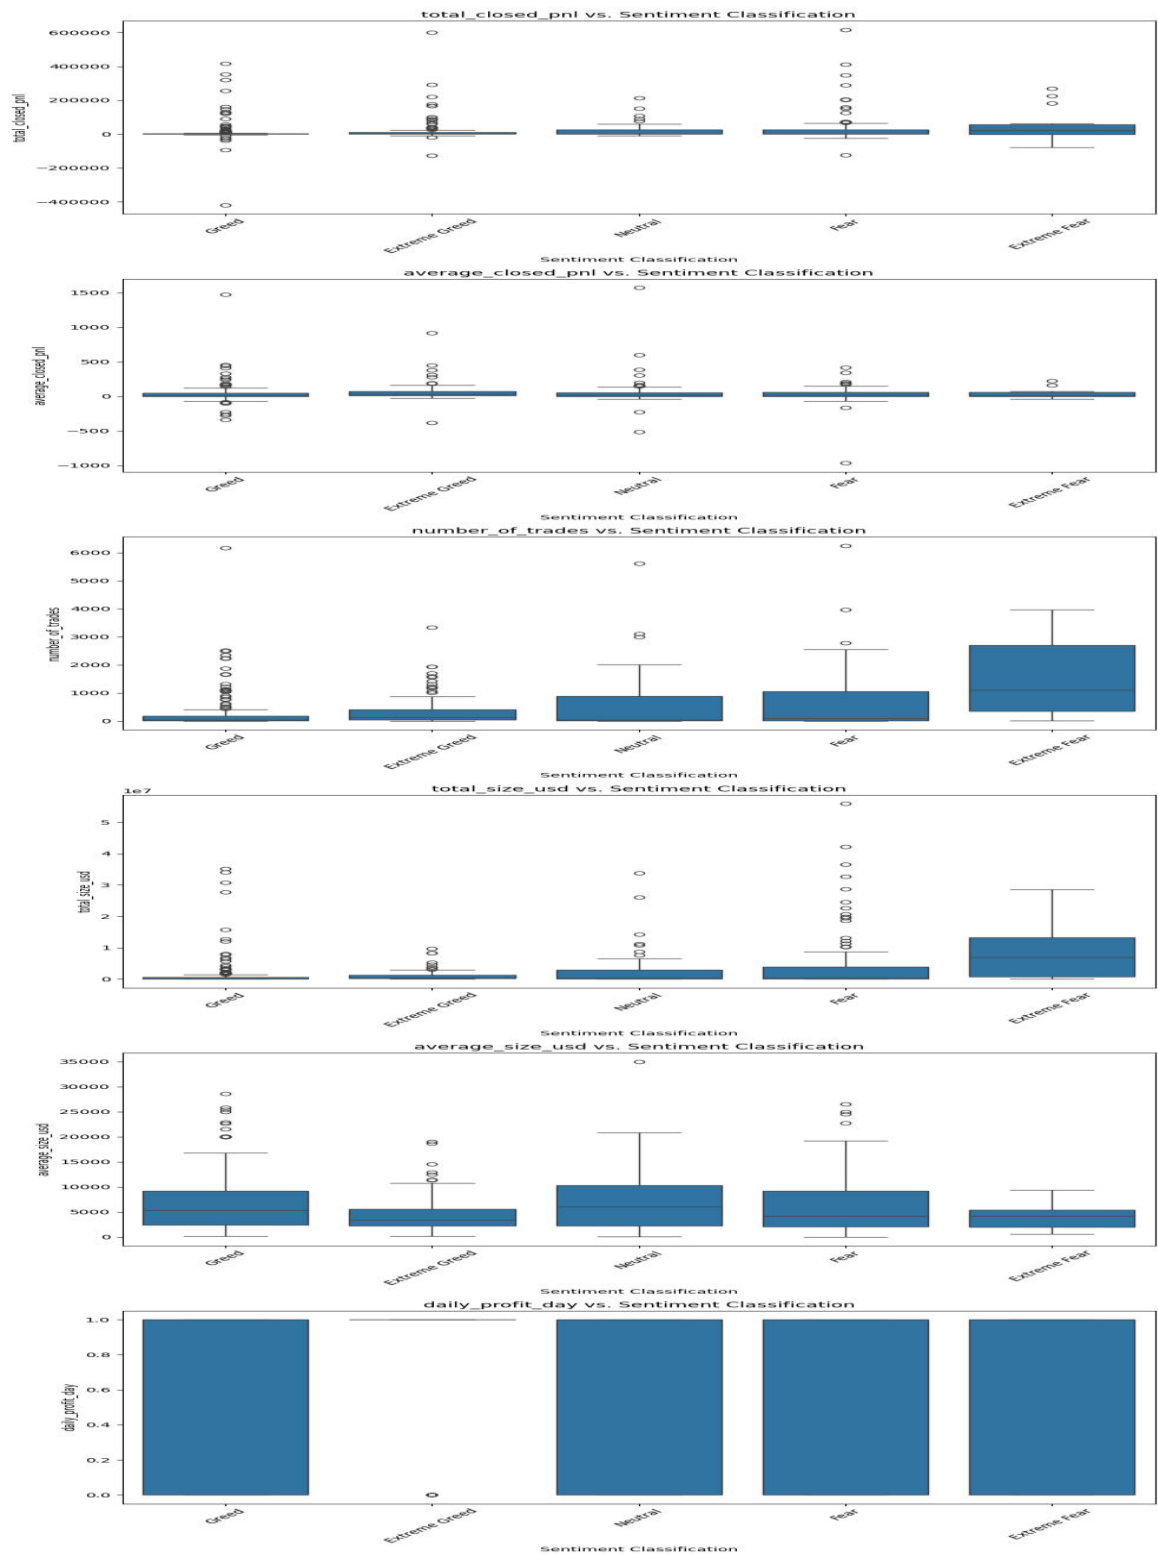 total_closed_pnl vs. Sentiment Classification
600000
400000
200000
0
−200000
−400000
total_closed_pnl
Greed
Extreme Greed
Neutral
Fear
Extreme Fear
Sentiment Classification
average_closed_pnl vs. Sentiment Classification
1500
1000
500
0
−500
−1000
average_closed_pnl
Greed
Extreme Greed
Neutral
Fear
Extreme Fear
Sentiment Classification
number_of_trades vs. Sentiment Classification
6000
5000
4000
3000
2000
1000
0
number_of_trades
Greed
Extreme Greed
Neutral
Fear
Extreme Fear
Sentiment Classification
1e7
total_size_usd vs. Sentiment Classification
5
4
3
2
1
0
total_size_usd
Greed
Extreme Greed
Neutral
Fear
Extreme Fear
Sentiment Classification
average_size_usd vs. Sentiment Classification
35000
30000
25000
20000
15000
10000
5000
0
average_size_usd
Greed
Extreme Greed
Neutral
Fear
Extreme Fear
Sentiment Classification
daily_profit_day vs. Sentiment Classification
1.0
0.8
0.6
0.4
0.2
0.0
daily_profit_day
Greed
Extreme Greed
Neutral
Fear
Extreme Fear
Sentiment Classification